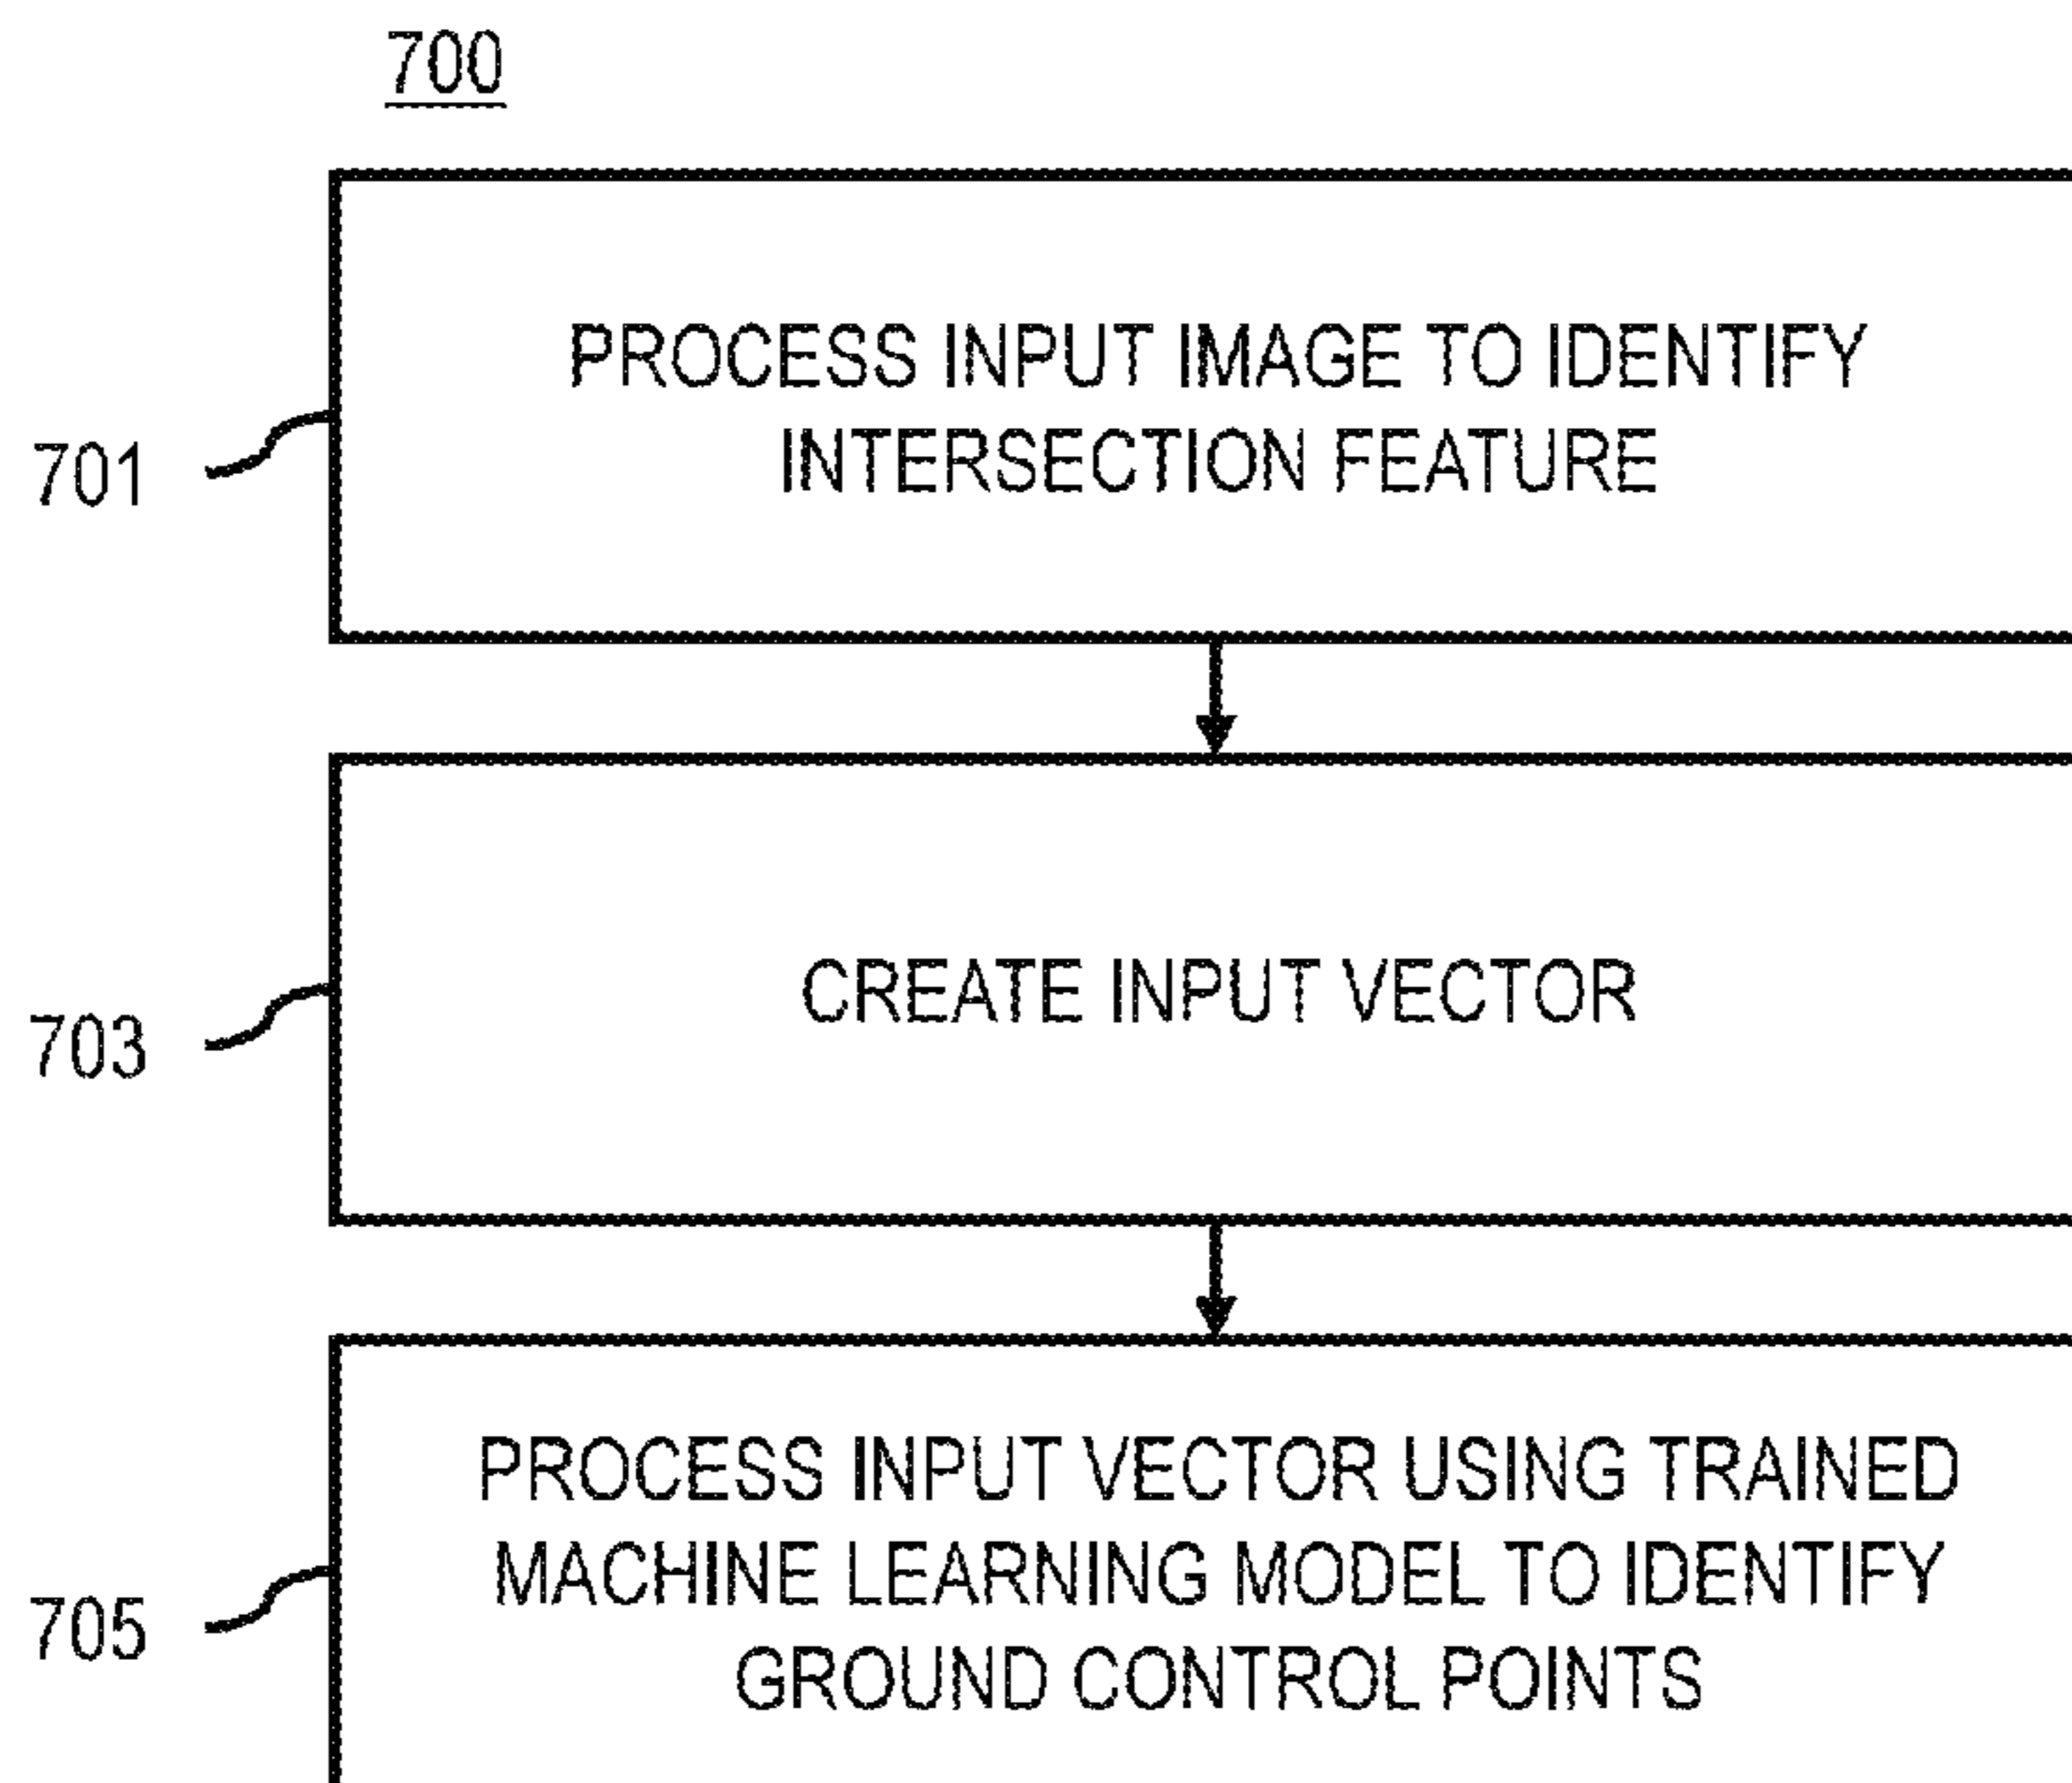 700
PROCESS INPUT IMAGE TO IDENTIFY
INTERSECTION FEATURE
701
CREATE INPUT VECTOR
703
PROCESS INPUT VECTOR USING TRAINED
MACHINE LEARNING MODEL TO IDENTIFY
GROUND CONTROL POINTS
705